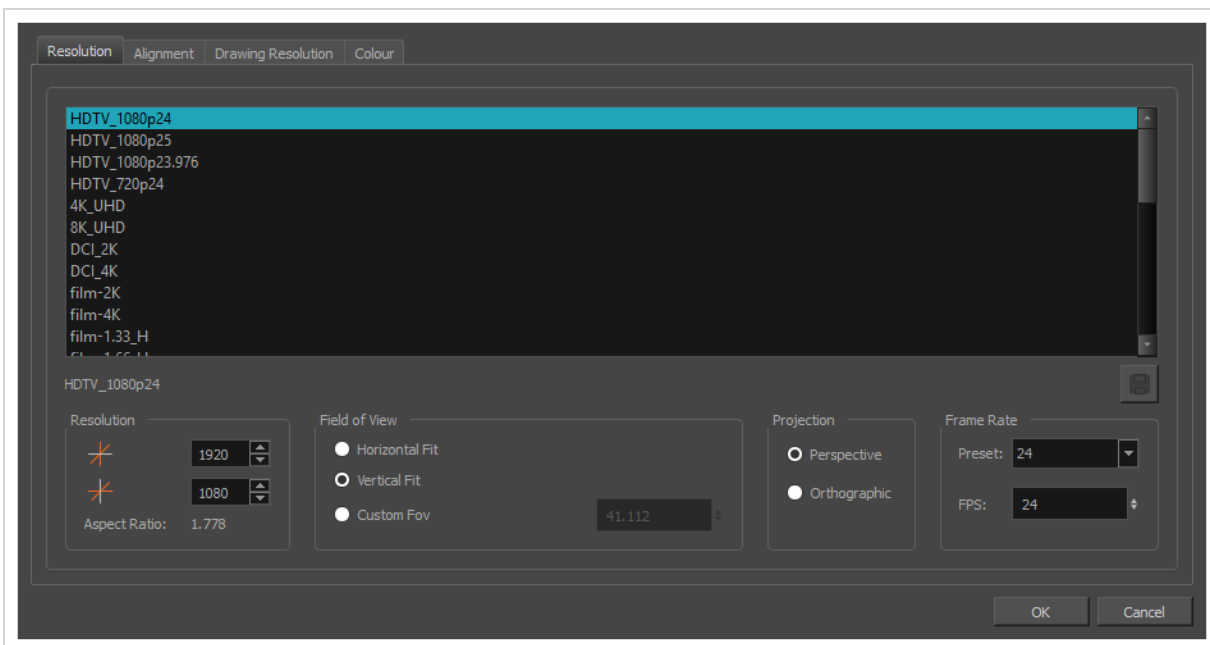 Resolution Alignment Drawing Resolution Colour
HDTV_1080p24
HDTV_1080p25
HDTV_1080p23.976
HDTV_720p24
4K_UHD
8K_UHD
DCI_2K
DCI_4K
film-2K
film-4K
film-1.33_H
HDTV_1080p24
Resolution
1920
1080
Aspect Ratio: 1.778
Field of View
Horizontal Fit
Vertical Fit
Custom Fov 41.112
Projection
Perspective
Orthographic
Frame Rate
Preset: 24
FPS: 24
OK Cancel